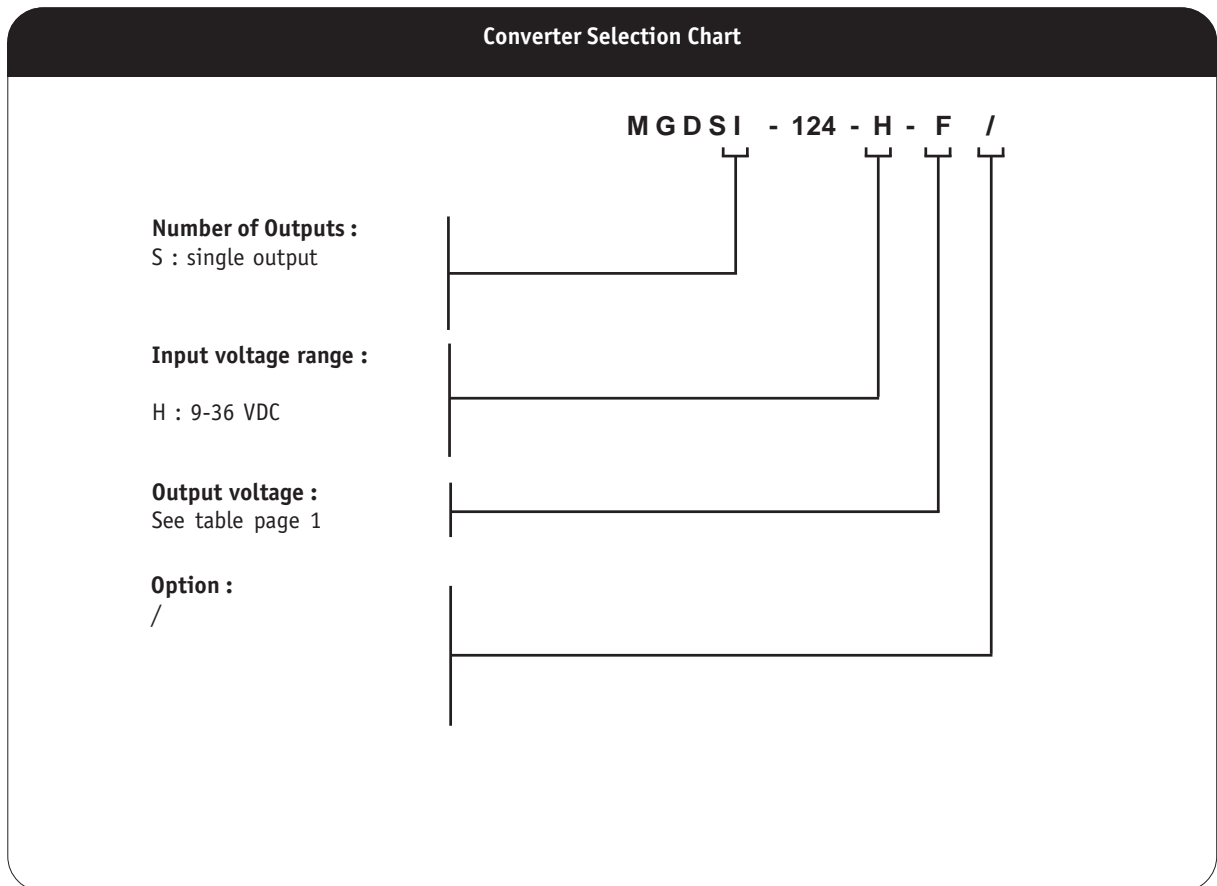 Converter Selection Chart
M G D S I - 124 - H - F /
Number of Outputs :
S : single output
Input voltage range :
H : 9-36 VDC
Output voltage :
See table page 1
Option :
/